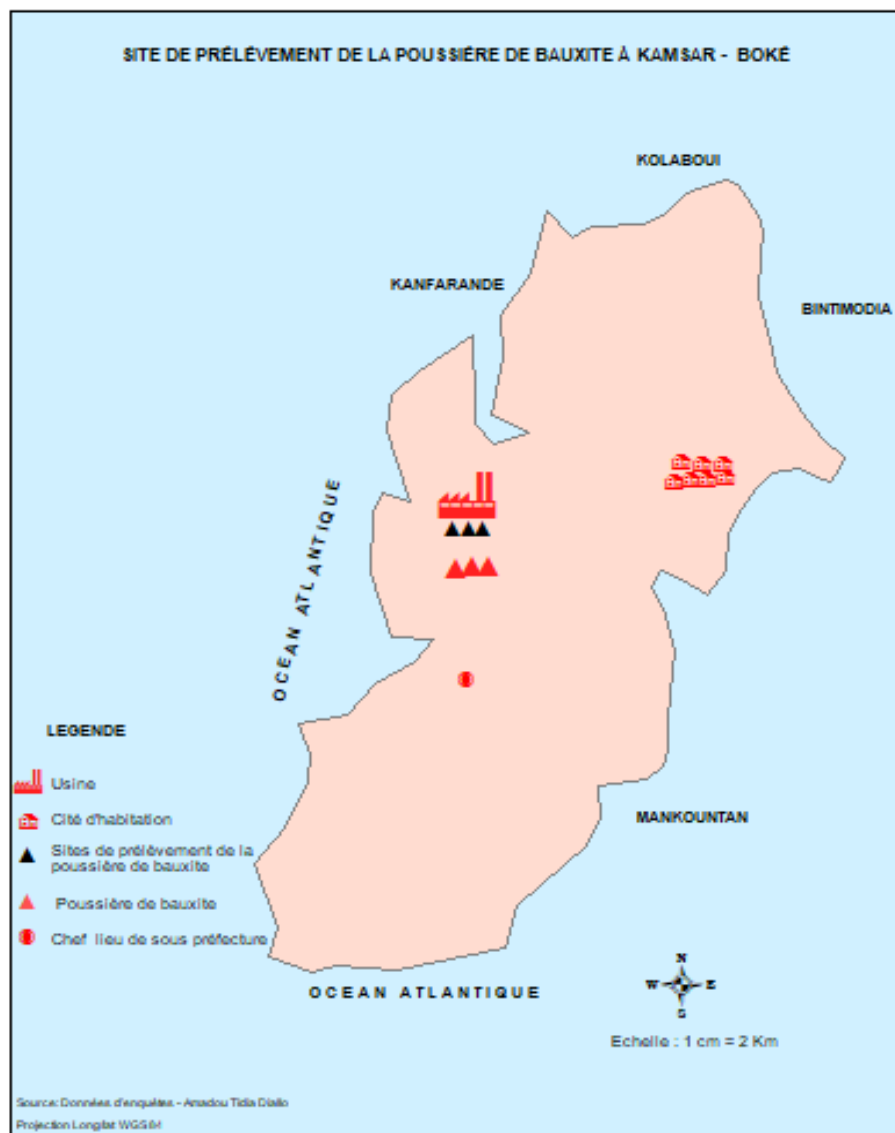 SITE DE PRÉLÉVEMENT DE LA POUSSIÉRE DE BAUXITE À KAMSAR - BOKÉ
KOLABOUI
KANFARANDE
BINTIMODIA
OCEAN ATLANTIQUE
LEGENDE
Usine
Cité d'habitation
Sites de prélèvement de la
poussière de bauxite
Poussière de bauxite
Chef lieu de sous préfecture
MANKOUNTAN
OCEAN ATLANTIQUE
N
W E
S
Echelle : 1 cm = 2 Km
Source: Données d'enquêtes - Amadou Tidia Diallo
Projection Longlat WGS84